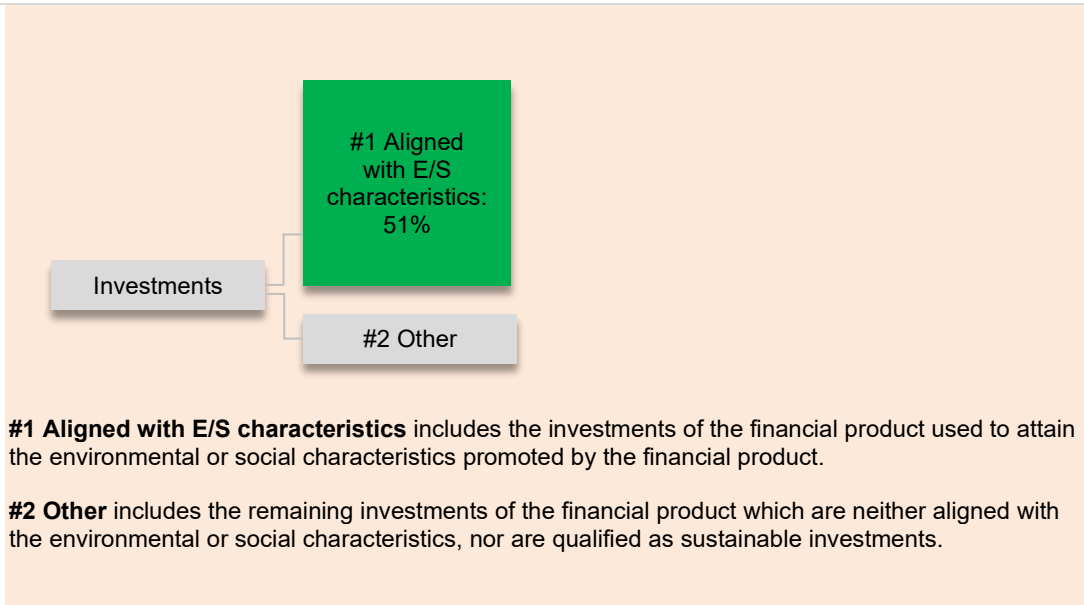 #1 Aligned
with E/S
characteristics:
51%
Investments
#2 Other
#1 Aligned with E/S characteristics includes the investments of the financial product used to attain
the environmental or social characteristics promoted by the financial product.
#2 Other includes the remaining investments of the financial product which are neither aligned with
the environmental or social characteristics, nor are qualified as sustainable investments.